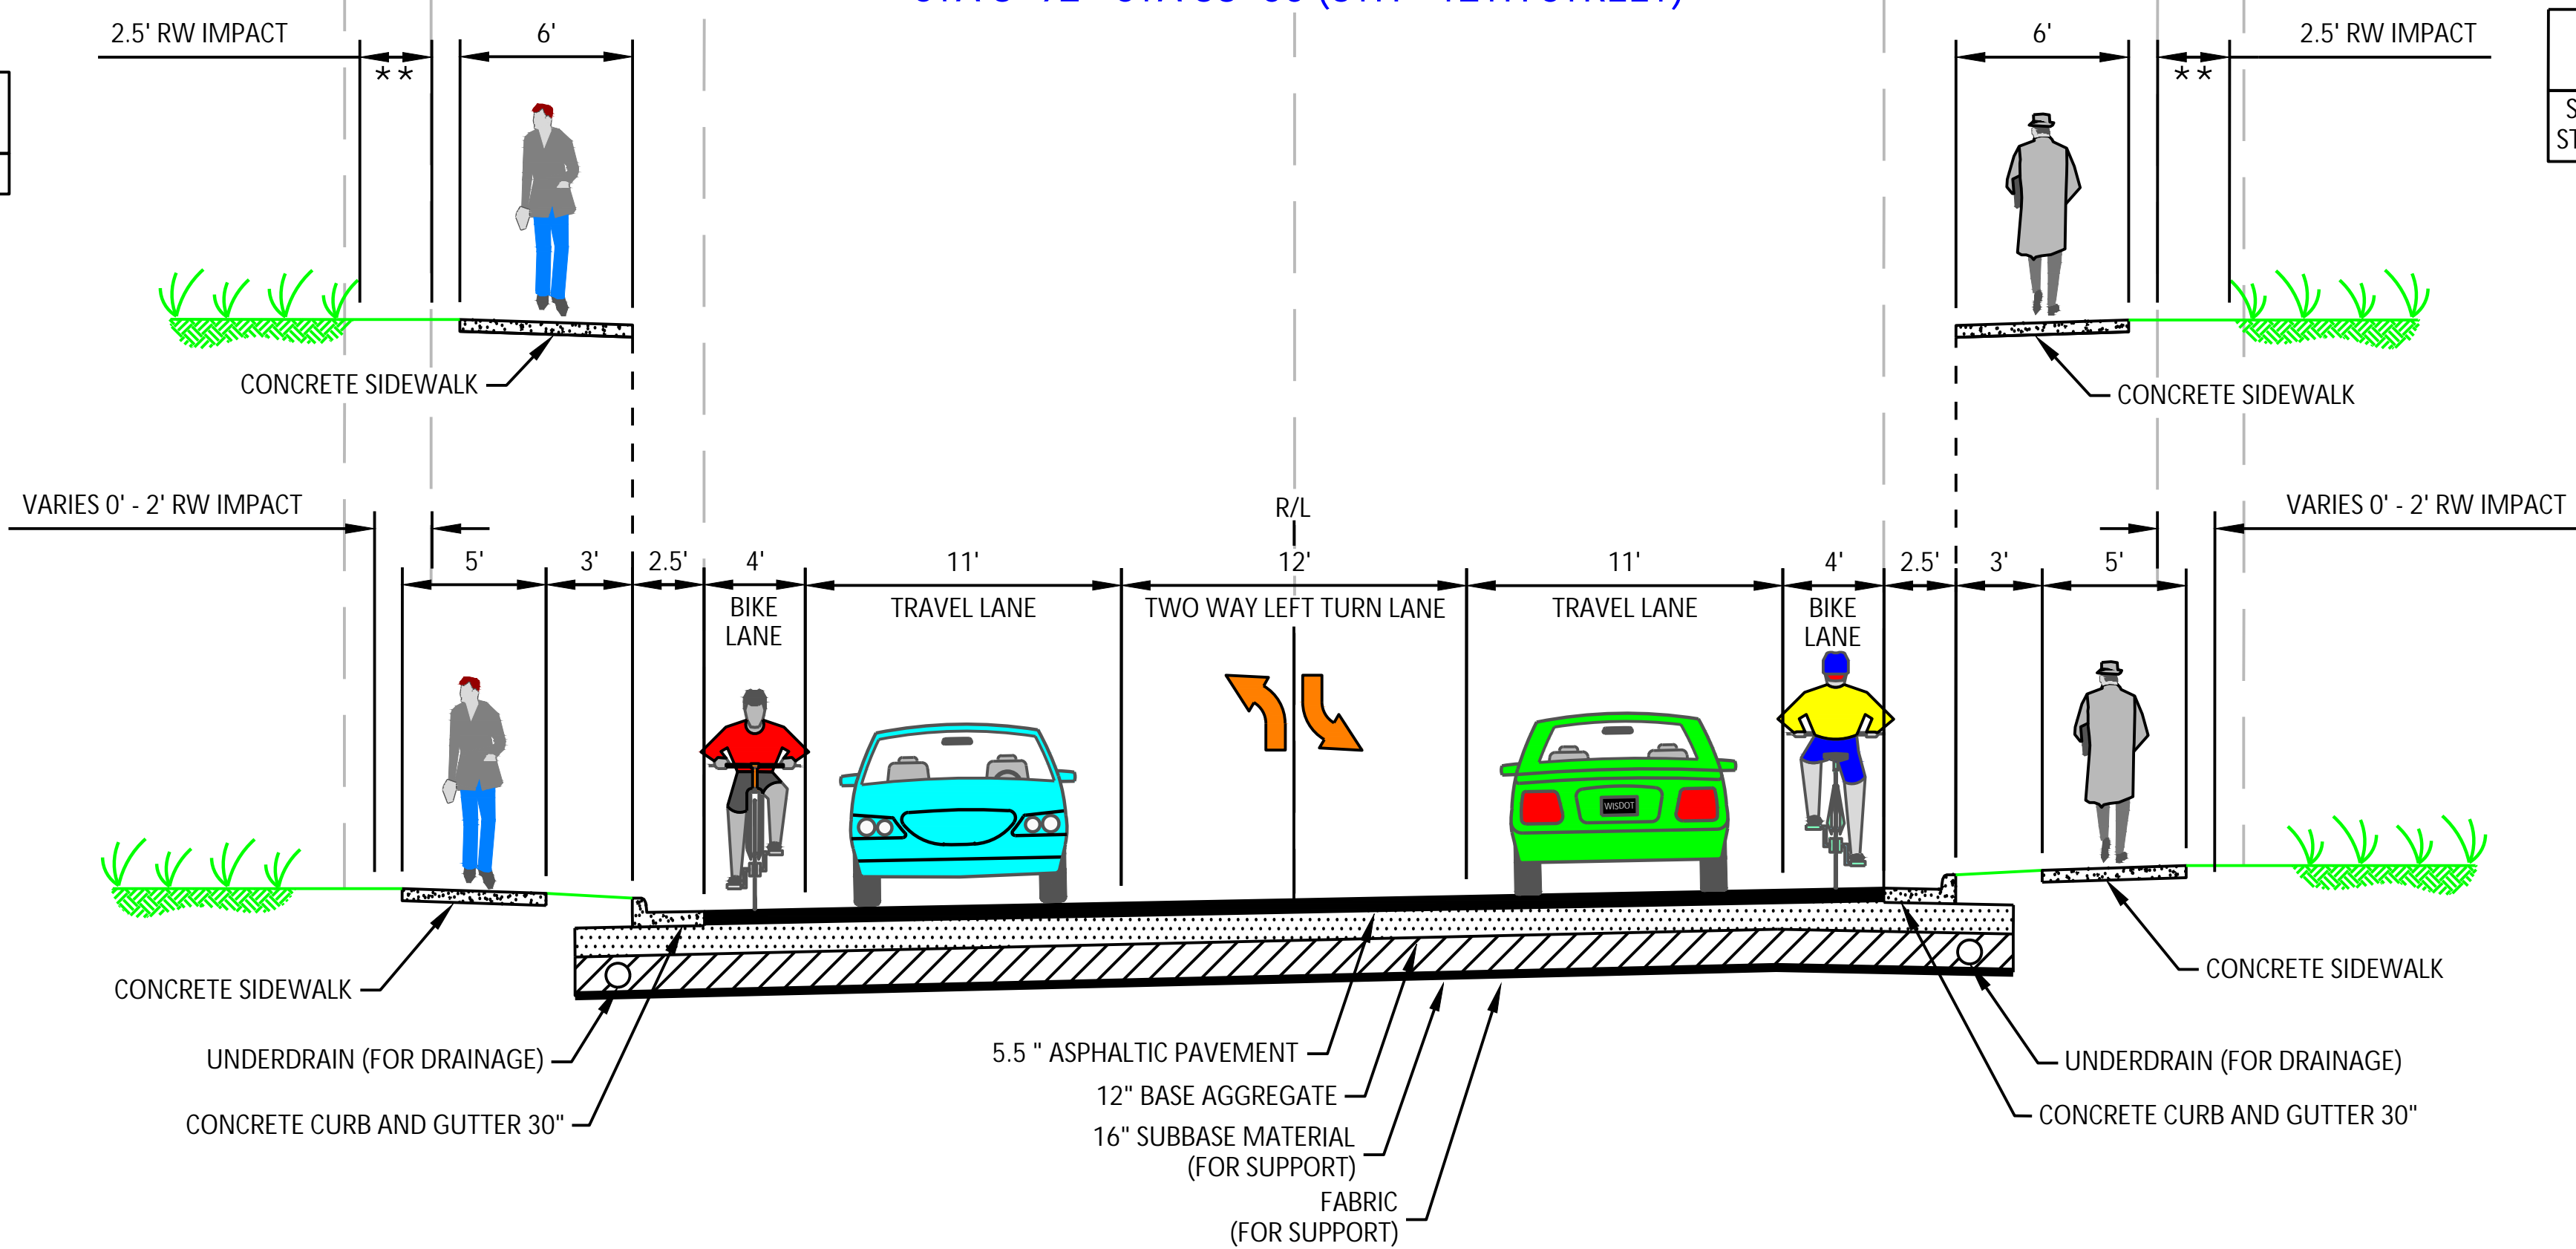 2.5' RW IMPACT
**
6'
6'
**
2.5' RW IMPACT
CONCRETE SIDEWALK
CONCRETE SIDEWALK
VARIES 0' - 2' RW IMPACT
R/L
VARIES 0' - 2' RW IMPACT
5' 3' 2.5' 4' 11' 12' 11' 4' 2.5' 3' 5'
BIKE
LANE
TRAVEL LANE
TWO WAY LEFT TURN LANE
TRAVEL LANE
BIKE
LANE
WISDOT
CONCRETE SIDEWALK
CONCRETE SIDEWALK
UNDERDRAIN (FOR DRAINAGE)
CONCRETE CURB AND GUTTER 30"
5.5 " ASPHALTIC PAVEMENT
12" BASE AGGREGATE
16" SUBBASE MATERIAL
(FOR SUPPORT)
FABRIC
(FOR SUPPORT)
UNDERDRAIN (FOR DRAINAGE)
CONCRETE CURB AND GUTTER 30"